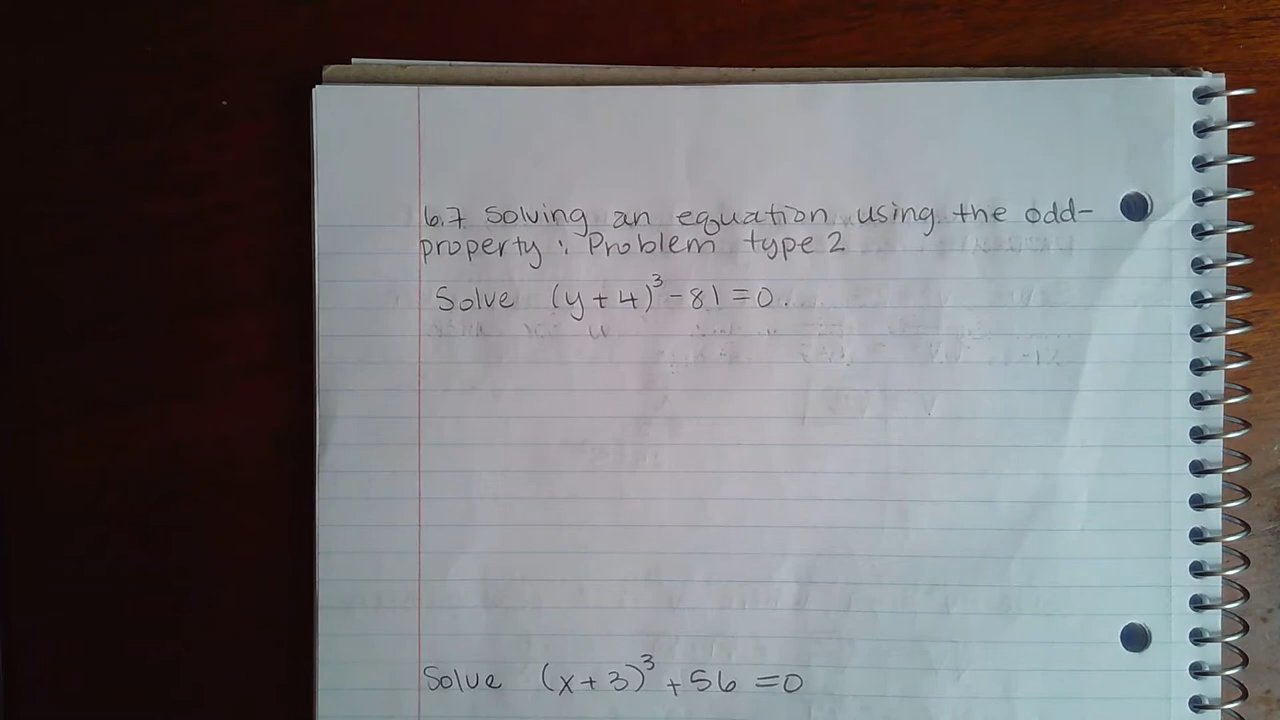 6.7 Solving an equation using the odd-
property: Problem type 2
Solve (y+4)³-81=0.
Solve (x+3)³+56=0